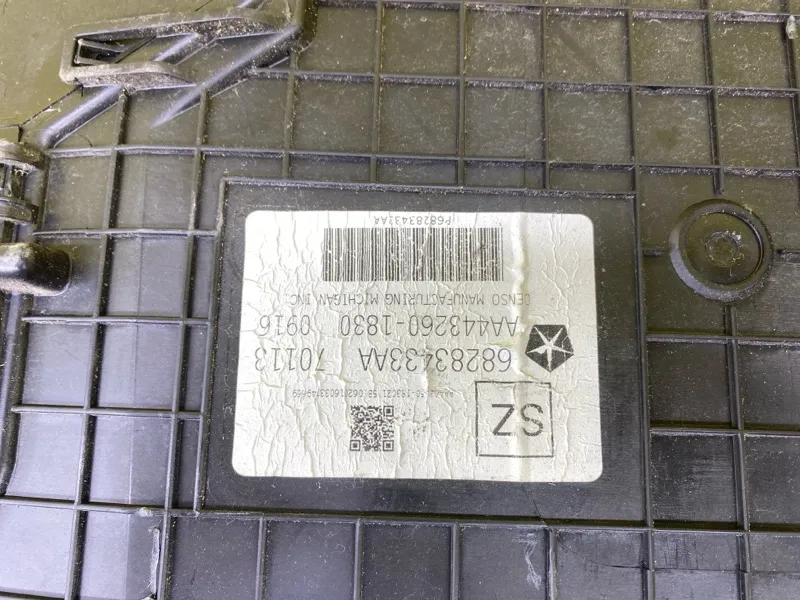 SZ
68283433AA 70113
AA443260-1830 0916
DENSO MANUFACTURING MICHIGAN INC.
P68283433AA